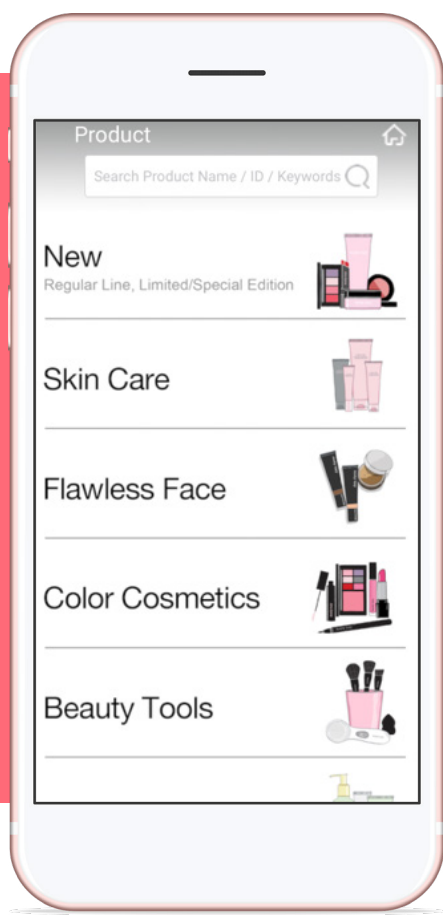 Product
Search Product Name / ID / Keywords
New
Regular Line, Limited/Special Edition
Skin Care
Flawless Face
Color Cosmetics
Beauty Tools